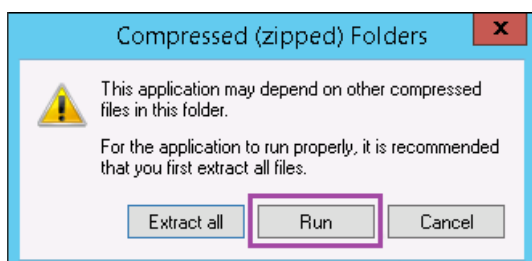 Compressed (zipped) Folders
x
This application may depend on other compressed
files in this folder.
For the application to run properly, it is recommended
that you first extract all files.
Extract all Run Cancel